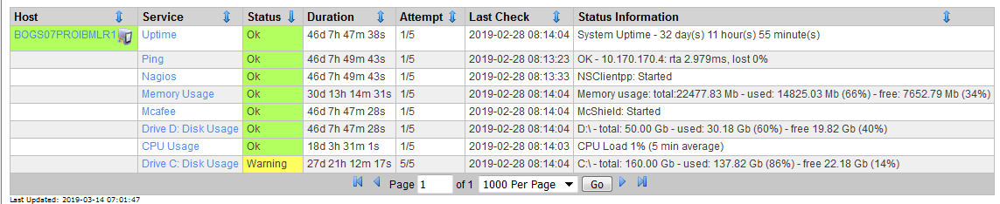 Host Service Status Duration Attempt Last Check Status Information
BOGS07PROIBMLR1 Uptime Ok 46d 7h 47m 38s 1/5 2019-02-28 08:14:04 System Uptime - 32 day(s) 11 hour(s) 55 minute(s)
Ping Ok 46d 7h 49m 43s 1/5 2019-02-28 08:13:23 OK - 10.170.170.4: rta 2.979ms, lost 0%
Nagios Ok 46d 7h 49m 43s 1/5 2019-02-28 08:13:33 NSClientpp: Started
Memory Usage Ok 30d 13h 14m 31s 1/5 2019-02-28 08:14:04 Memory usage: total:22477.83 Mb - used: 14825.03 Mb (66%) - free: 7652.79 Mb (34%)
Mcafee Ok 46d 7h 47m 28s 1/5 2019-02-28 08:14:04 McShield: Started
Drive D: Disk Usage Ok 46d 7h 47m 28s 1/5 2019-02-28 08:14:04 D:\ - total: 50.00 Gb - used: 30.18 Gb (60%) - free 19.82 Gb (40%)
CPU Usage Ok 18d 3h 31m 1s 1/5 2019-02-28 08:14:03 CPU Load 1% (5 min average)
Drive C: Disk Usage Warning 27d 21h 12m 17s 5/5 2019-02-28 08:14:04 C:\ - total: 160.00 Gb - used: 137.82 Gb (86%) - free 22.18 Gb (14%)
Page 1 of 1 1000 Per Page Go
Last Updated: 2019-03-14 07:01:47